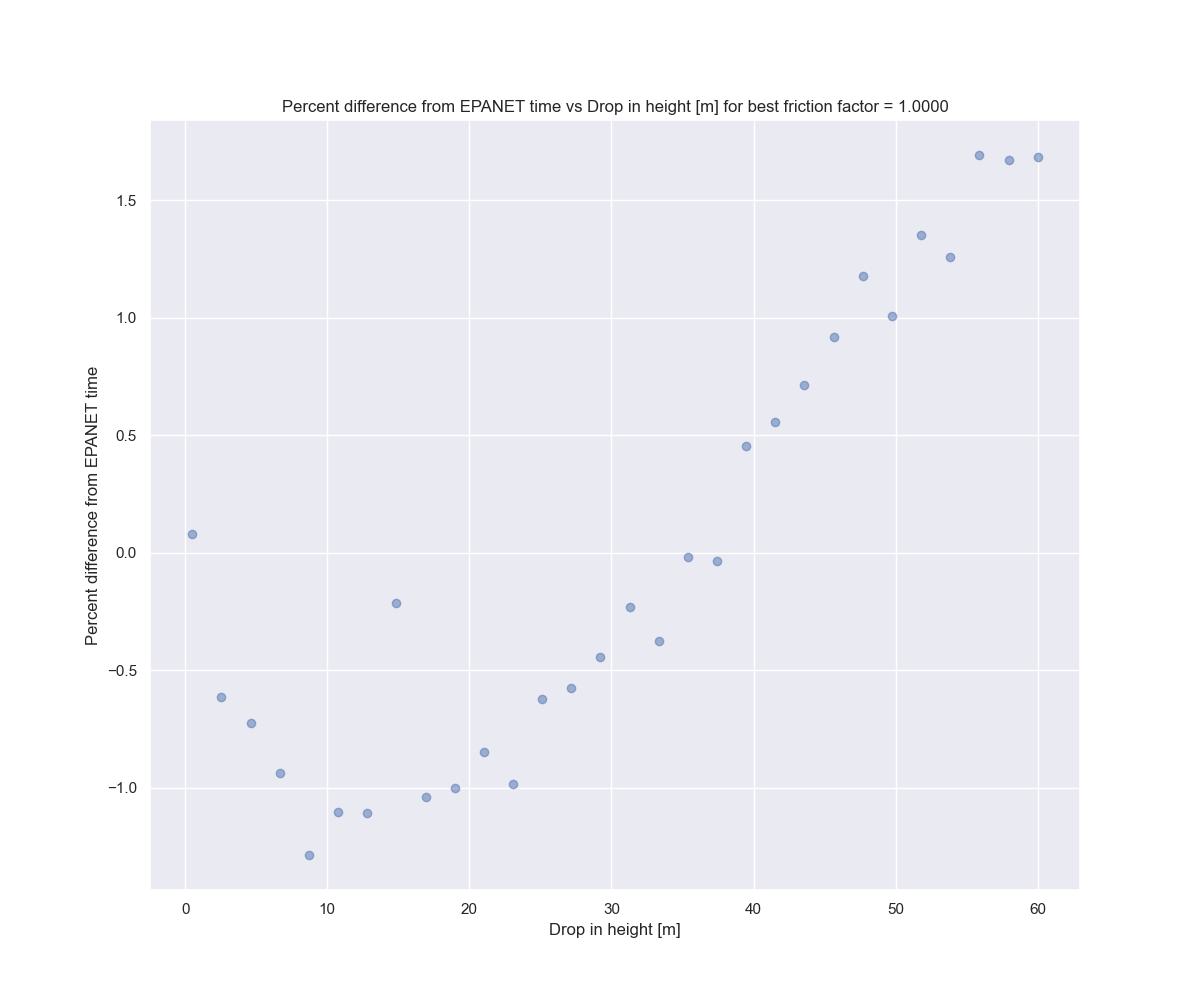 Percent difference from EPANET time vs Drop in height [m] for best friction factor = 1.0000
Percent difference from EPANET time
1.5
1.0
0.5
0.0
−0.5
−1.0
0 10 20 30 40 50 60
Drop in height [m]